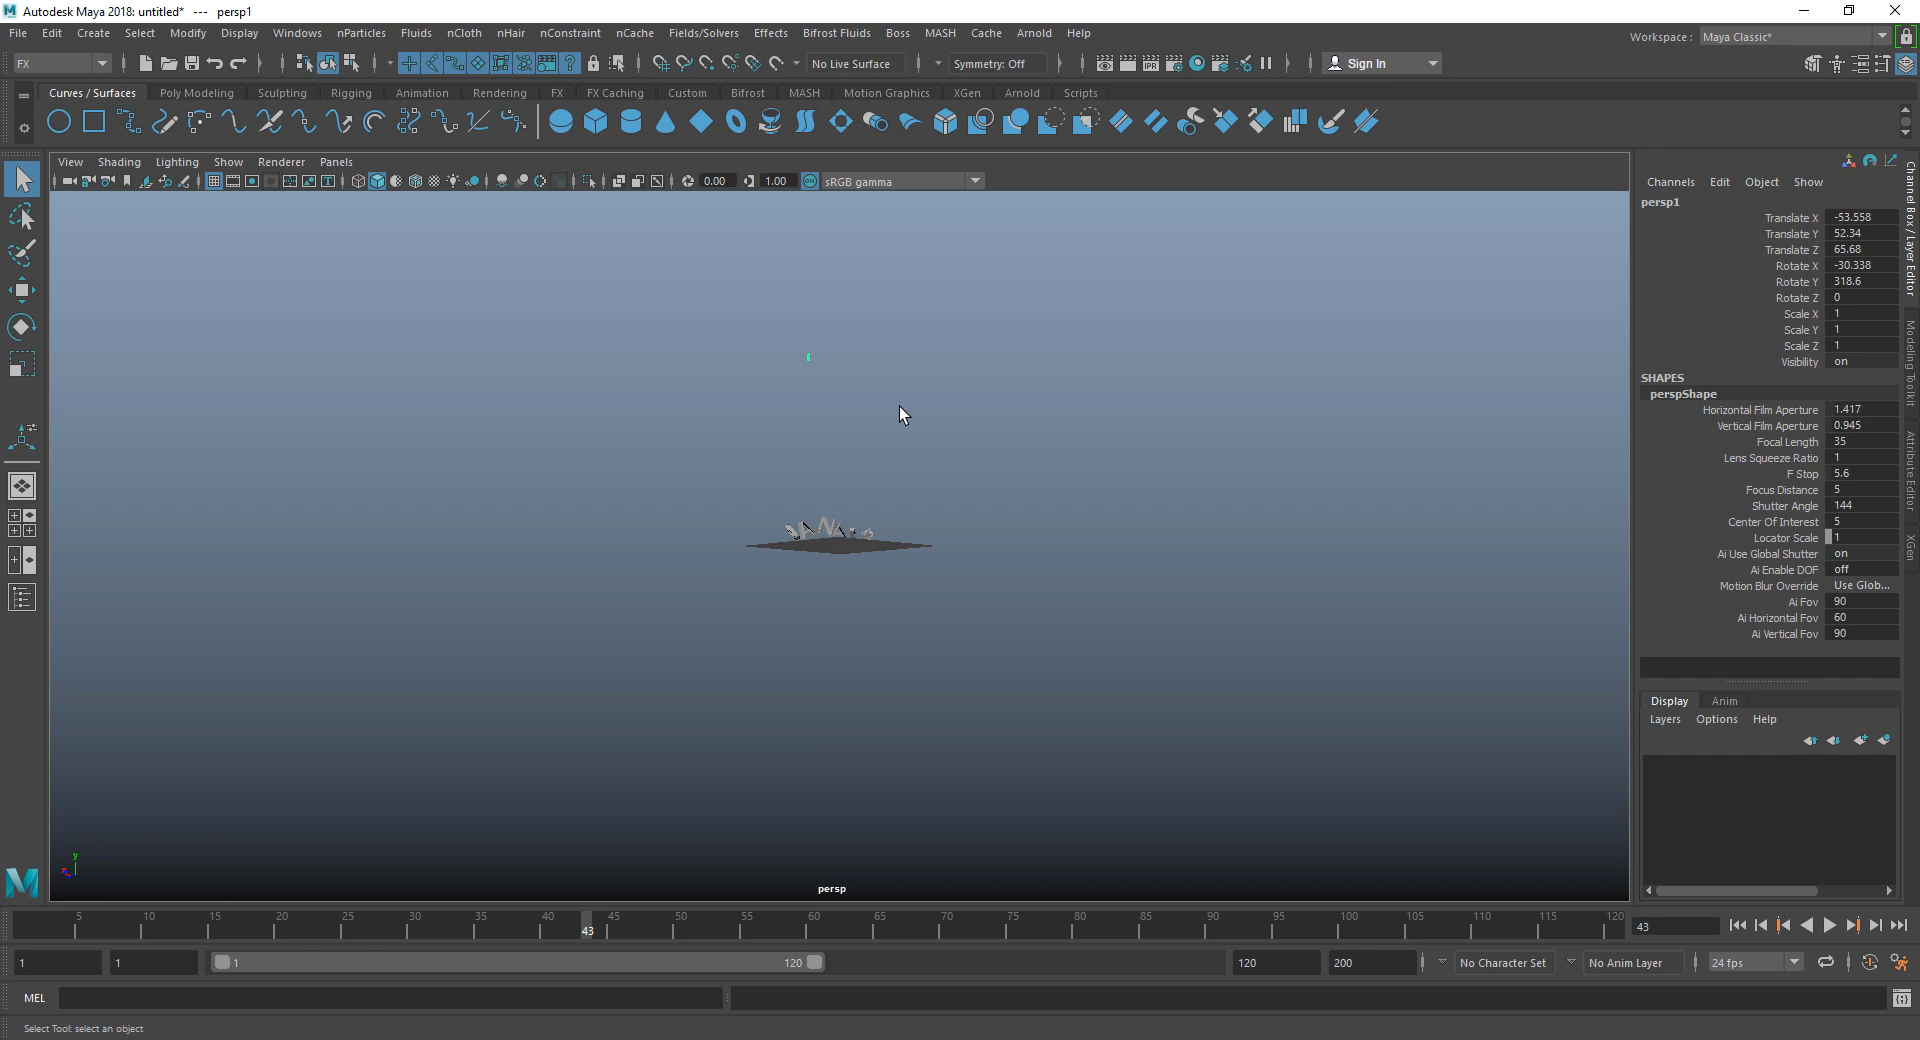 Autodesk Maya 2018: untitled* --- persp1
File Edit Create Select Modify Display Windows nParticles Fluids nCloth nHair nConstraint nCache Fields/Solvers Effects Bifrost Fluids Boss MASH Cache Arnold Help Workspace : Maya Classic*
FX No Live Surface Symmetry: Off IPR Sign In
Curves / Surfaces Poly Modeling Sculpting Rigging Animation Rendering FX FX Caching Custom Bifrost MASH Motion Graphics XGen Arnold Scripts
View Shading Lighting Show Renderer Panels
0.00 1.00 ON sRGB gamma
Channels Edit Object Show
persp1
Translate X -53.558
Translate Y 52.34
Translate Z 65.68
Rotate X -30.338
Rotate Y 318.6
Rotate Z 0
Scale X 1
Scale Y 1
Scale Z 1
Visibility on
SHAPES
perspShape
Horizontal Film Aperture 1.417
Vertical Film Aperture 0.945
Focal Length 35
Lens Squeeze Ratio 1
F Stop 5.6
Focus Distance 5
Shutter Angle 144
Center Of Interest 5
Locator Scale 1
Ai Use Global Shutter on
Ai Enable DOF off
Motion Blur Override Use Glob...
Ai Fov 90
Ai Horizontal Fov 60
Ai Vertical Fov 90
Channel Box / Layer Editor
Modeling Toolkit
Attribute Editor
XGen
Display Anim
Layers Options Help
y
z
persp
5 10 15 20 25 30 35 40 45 50 55 60 65 70 75 80 85 90 95 100 105 110 115 120
43 43
1 1 1 120 120 200 No Character Set No Anim Layer 24 fps
MEL
Select Tool: select an object